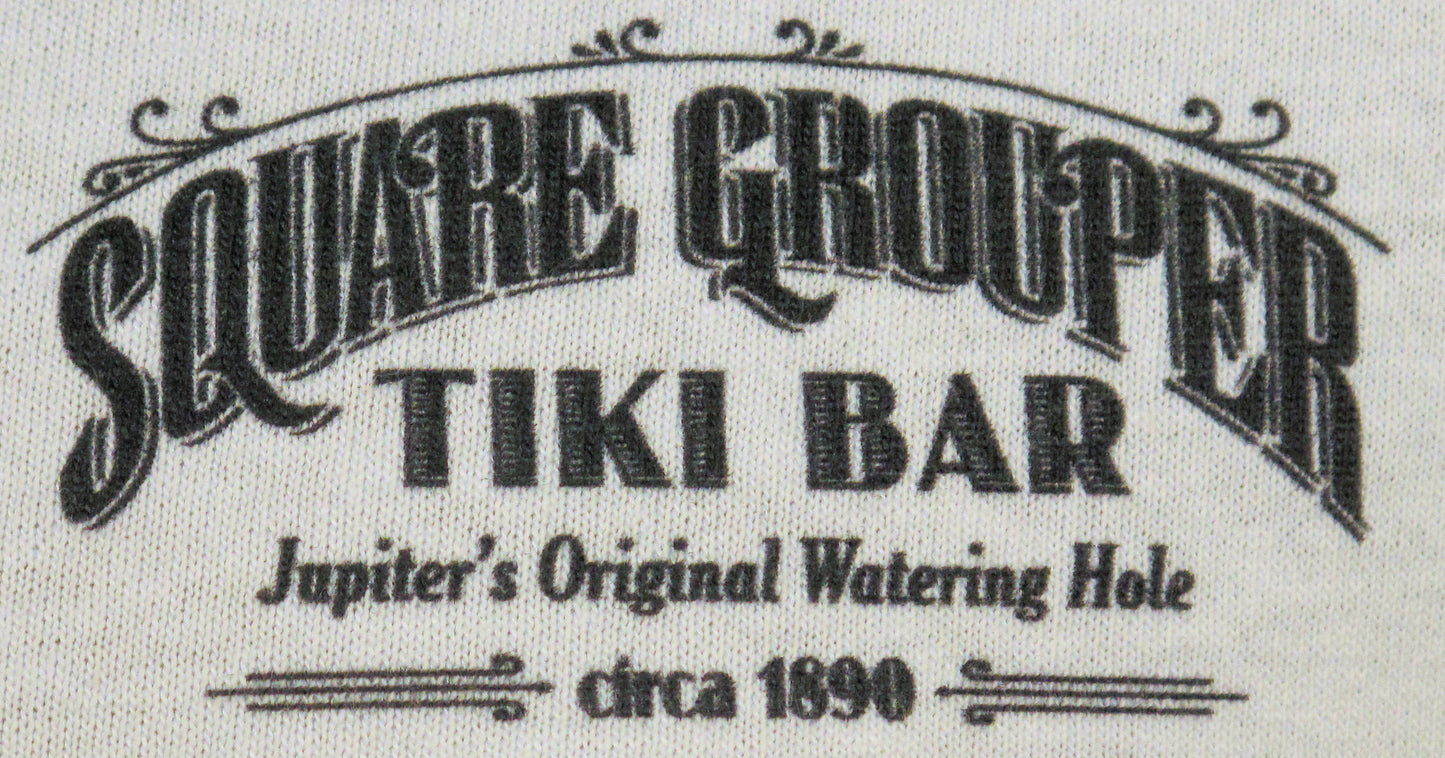 SQUARE GROUPER
TIKI BAR
Jupiter's Original Watering Hole
circa 1890